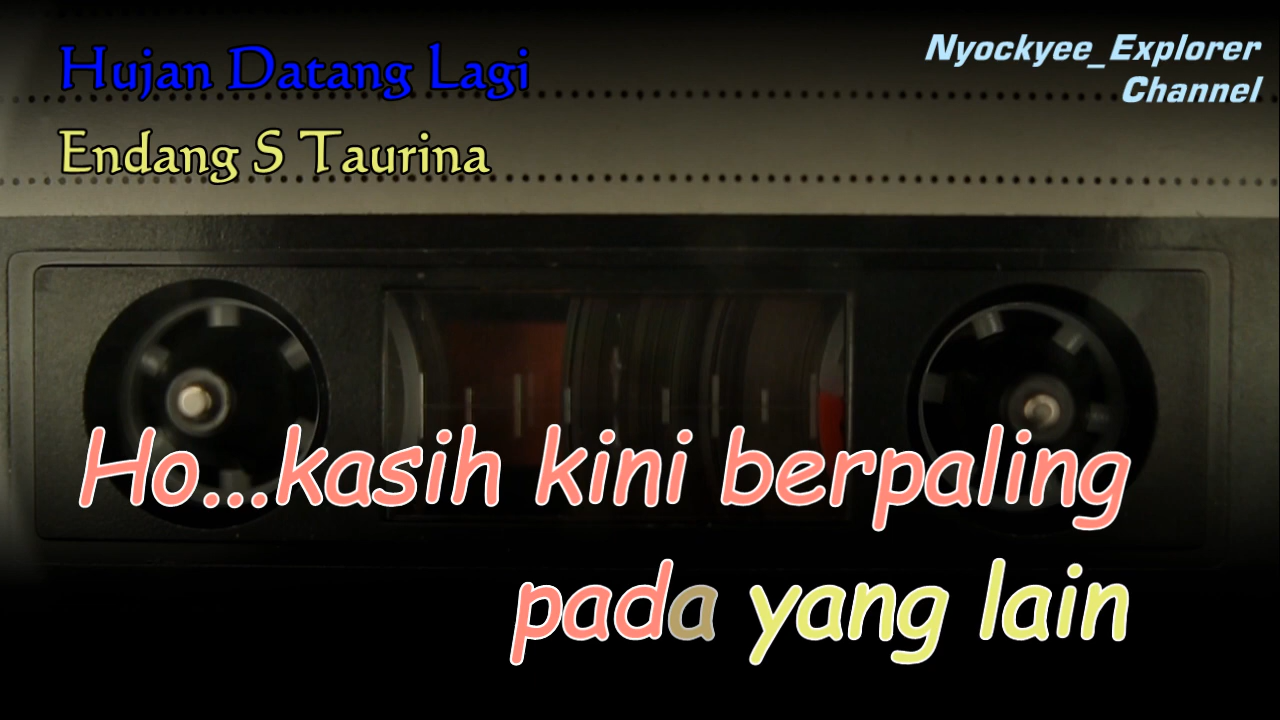 Hujan Datang Lagi
Endang S Taurina
Nyockyee_Explorer
Channel
Ho...kasih kini berpaling
pada yang lain